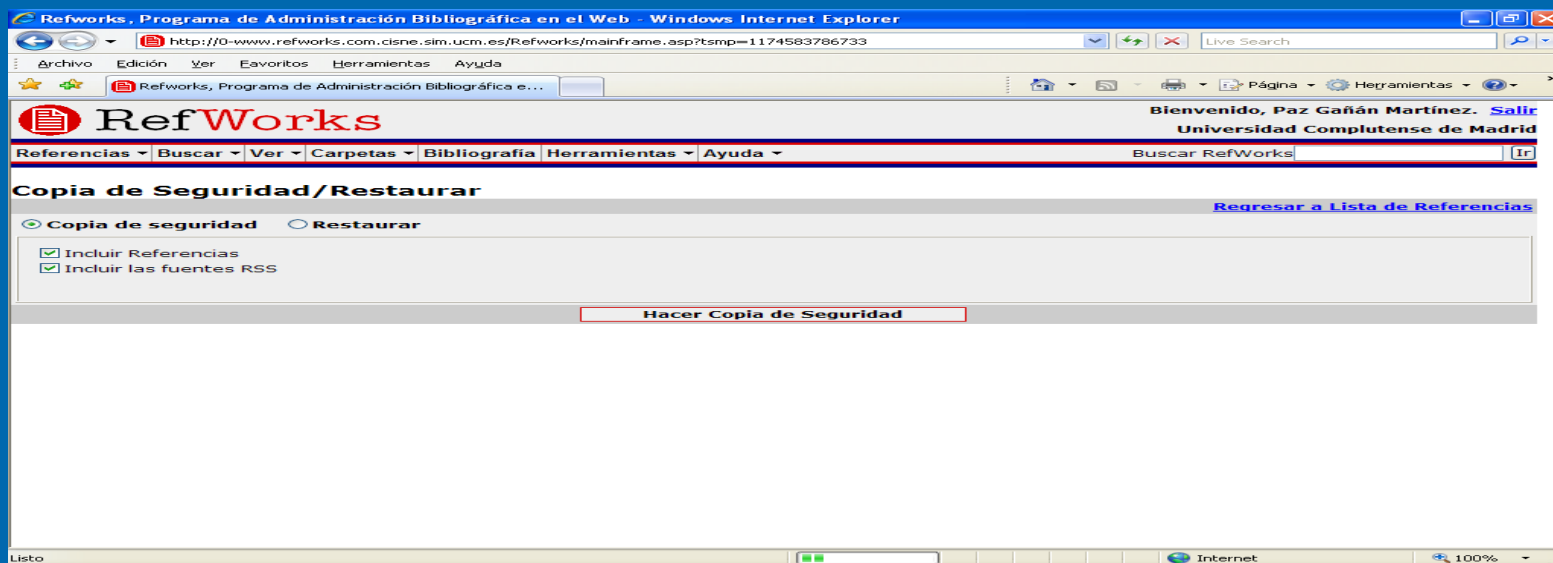 Refworks, Programa de Administración Bibliográfica en el Web - Windows Internet Explorer
http://0-www.refworks.com.cisne.sim.ucm.es/Refworks/mainframe.asp?tsmp=1174583786733 Live Search
Archivo Edición Ver Favoritos Herramientas Ayuda
Refworks, Programa de Administración Bibliográfica e... Página Herramientas
RefWorks
Bienvenido, Paz Gañán Martínez. Salir
Universidad Complutense de Madrid
Referencias Buscar Ver Carpetas Bibliografía Herramientas Ayuda Buscar RefWorks Ir
Copia de Seguridad/Restaurar
Regresar a Lista de Referencias
Copia de seguridad Restaurar
Incluir Referencias
Incluir las fuentes RSS
Hacer Copia de Seguridad
Listo Internet 100%